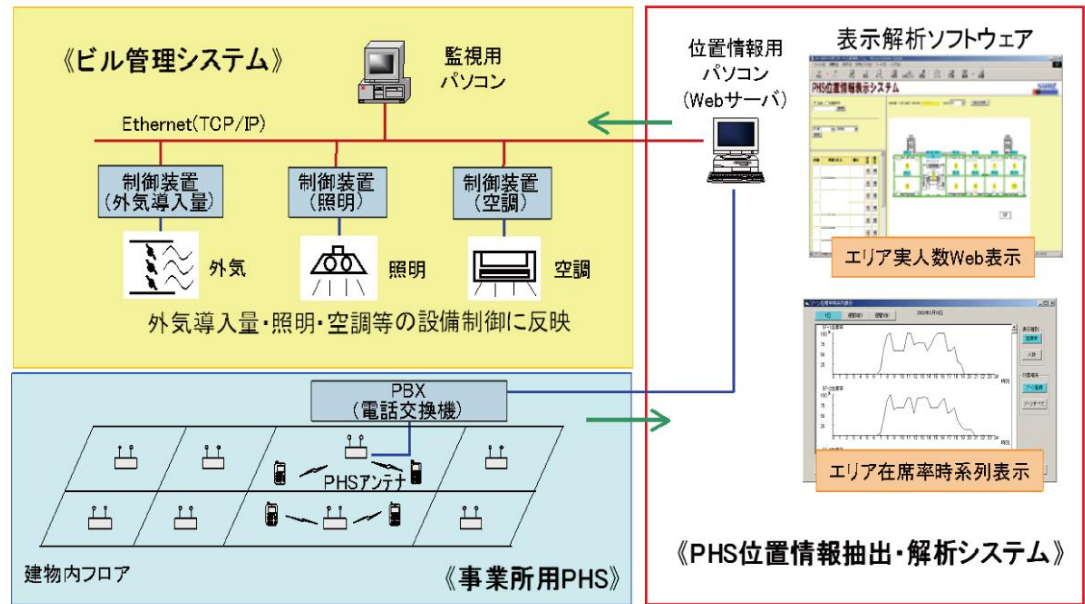 《ビル管理システム》
監視用
パソコン
Ethernet(TCP/IP)
制御装置
(外気導入量)
制御装置
(照明)
制御装置
(空調)
外気
照明
空調
外気導入量・照明・空調等の設備制御に反映
PBX
(電話交換機)
PHSアンテナ
建物内フロア
《事業所用PHS》
位置情報用
パソコン
(Webサーバ)
表示解析ソフトウェア
PHS位置情報表示システム
エリア実人数Web表示
エリア在席率時系列表示
《PHS位置情報抽出・解析システム》